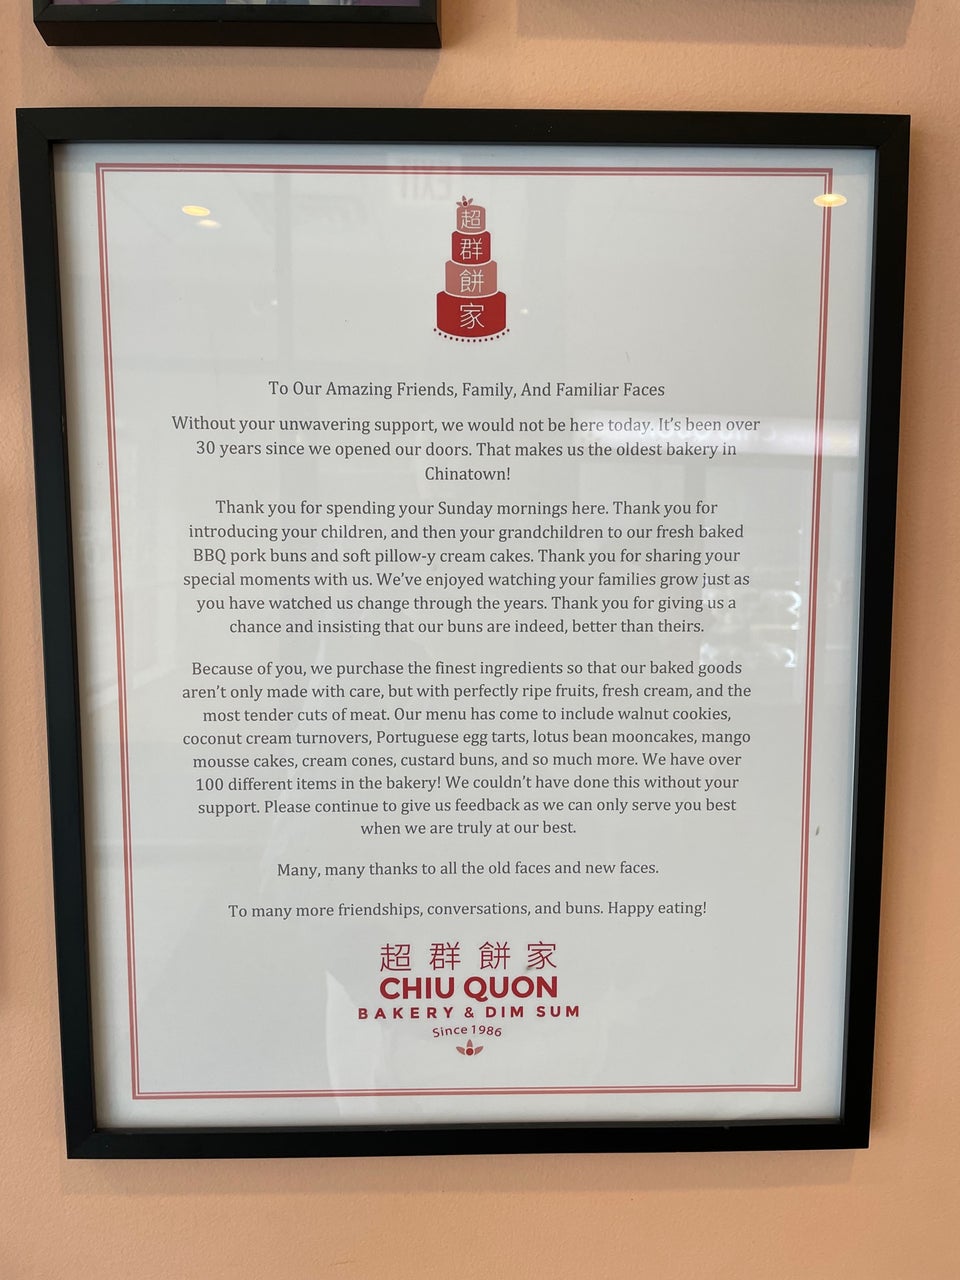 超
群
餅
家
To Our Amazing Friends, Family, And Familiar Faces
Without your unwavering support, we would not be here today. It's been over
30 years since we opened our doors. That makes us the oldest bakery in
Chinatown!
Thank you for spending your Sunday mornings here. Thank you for
introducing your children, and then your grandchildren to our fresh baked
BBQ pork buns and soft pillow-y cream cakes. Thank you for sharing your
special moments with us. We've enjoyed watching your families grow just as
you have watched us change through the years. Thank you for giving us a
chance and insisting that our buns are indeed, better than theirs.
Because of you, we purchase the finest ingredients so that our baked goods
aren't only made with care, but with perfectly ripe fruits, fresh cream, and the
most tender cuts of meat. Our menu has come to include walnut cookies,
coconut cream turnovers, Portuguese egg tarts, lotus bean mooncakes, mango
mousse cakes, cream cones, custard buns, and so much more. We have over
100 different items in the bakery! We couldn't have done this without your
support. Please continue to give us feedback as we can only serve you best
when we are truly at our best.
Many, many thanks to all the old faces and new faces.
To many more friendships, conversations, and buns. Happy eating!
超 群 餅 家
CHIU QUON
BAKERY & DIM SUM
Since 1986